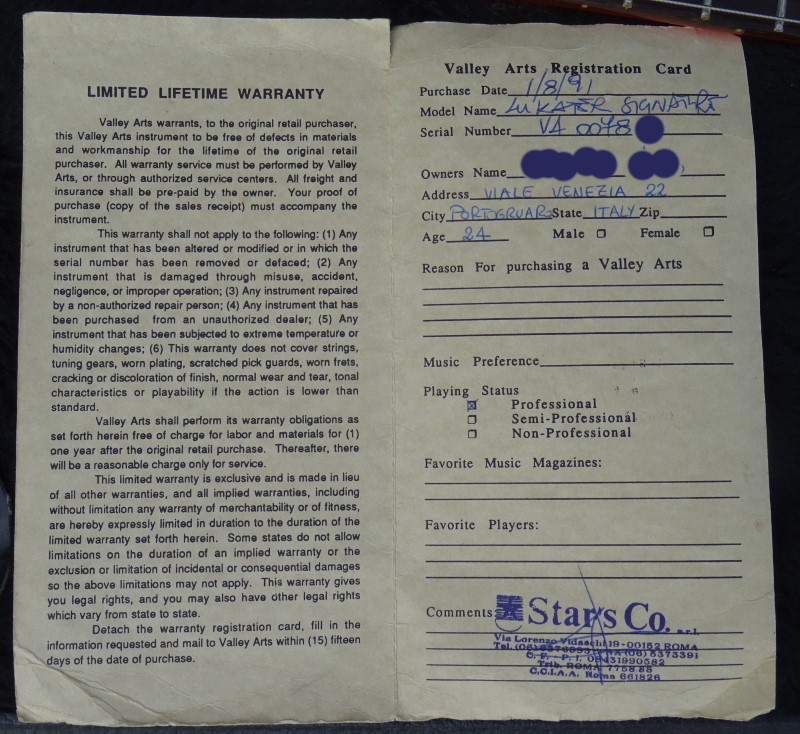 LIMITED LIFETIME WARRANTY
Valley Arts warrants, to the original retail purchaser,
this Valley Arts instrument to be free of defects in materials
and workmanship for the lifetime of the original retail
purchaser. All warranty service must be performed by Valley
Arts, or through authorized service centers. All freight and
insurance shall be pre-paid by the owner. Your proof of
purchase (copy of the sales receipt) must accompany the
instrument.
This warranty shall not apply to the following: (1) Any
instrument that has been altered or modified or in which the
serial number has been removed or defaced; (2) Any
instrument that is damaged through misuse, accident,
negligence, or improper operation; (3) Any instrument repaired
by a non-authorized repair person; (4) Any instrument that has
been purchased from an unauthorized dealer; (5) Any
instrument that has been subjected to extreme temperature or
humidity changes; (6) This warranty does not cover strings,
tuning gears, worn plating, scratched pick guards, worn frets,
cracking or discoloration of finish, normal wear and tear, tonal
characteristics or playability if the action is lower than
standard.
Valley Arts shall perform its warranty obligations as
set forth herein free of charge for labor and materials for (1)
one year after the original retail purchase. Thereafter, there
will be a reasonable charge only for service.
This limited warranty is exclusive and is made in lieu
of all other warranties, and all implied warranties, including
without limitation any warranty of merchantability or of fitness,
are hereby expressly limited in duration to the duration of the
limited warranty set forth herein. Some states do not allow
limitations on the duration of an implied warranty or the
exclusion or limitation of incidental or consequential damages
so the above limitations may not apply. This warranty gives
you legal rights, and you may also have other legal rights
which vary from state to state.
Detach the warranty registration card, fill in the
information requested and mail to Valley Arts within (15) fifteen
days of the date of purchase.
Valley Arts Registration Card
Purchase Date 1/8/91
Model Name LUKATER SIGNATURE
Serial Number VA 0078
Owners Name
Address VIALE VENEZIA 22
City PORTOGRUARO State ITALY Zip
Age 24 Male Female
Reason For purchasing a Valley Arts
Music Preference
Playing Status
Professional
Semi-Professional
Non-Professional
Favorite Music Magazines:
Favorite Players:
Comments: Stars Co. s.r.l.
Via Lorenzo 19-00152 ROMA
Tel. (06) (06) 5373391
C. F. - P. I.
Trib. ROMA 7758.88
C.C.I.A.A. Roma 661826